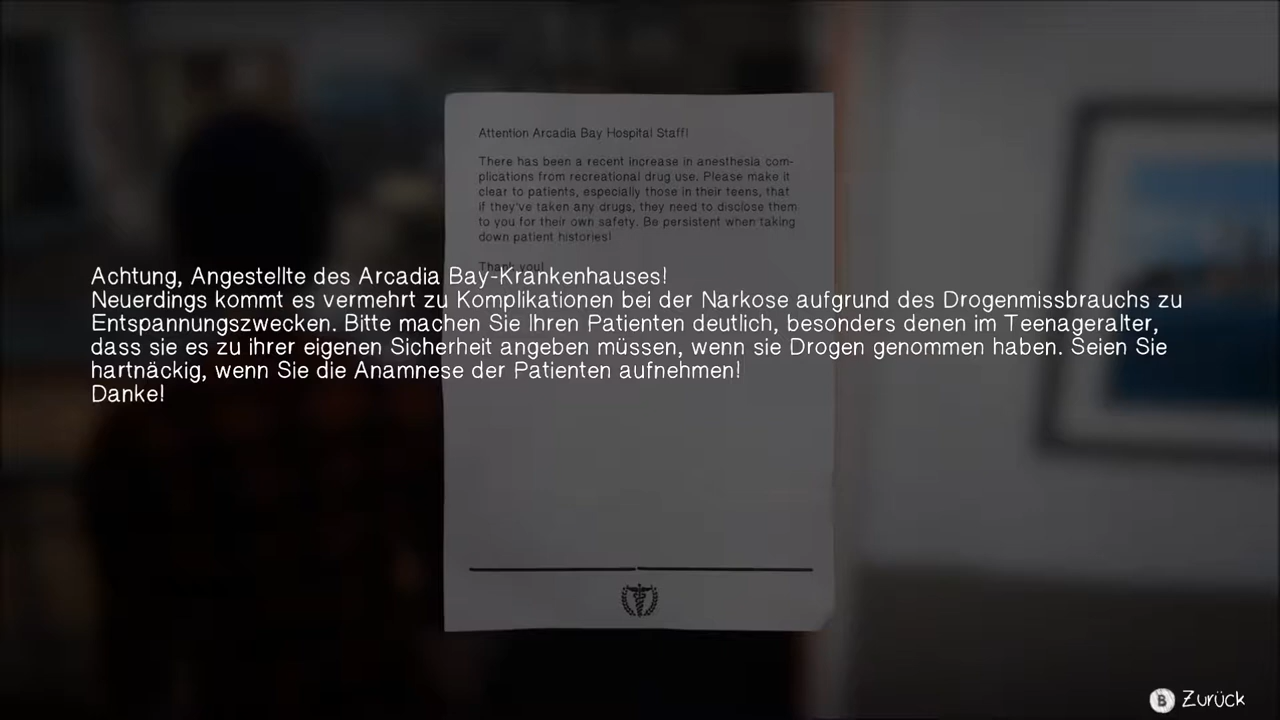 Attention Arcadia Bay Hospital Staff!
There has been a recent increase in anesthesia com-
plications from recreational drug use. Please make it
clear to patients, especially those in their teens, that
if they've taken any drugs, they need to disclose them
to you for their own safety. Be persistent when taking
down patient histories!
Thank you!
Achtung, Angestellte des Arcadia Bay-Krankenhauses!
Neuerdings kommt es vermehrt zu Komplikationen bei der Narkose aufgrund des Drogenmissbrauchs zu
Entspannungszwecken. Bitte machen Sie Ihren Patienten deutlich, besonders denen im Teenageralter,
dass sie es zu ihrer eigenen Sicherheit angeben müssen, wenn sie Drogen genommen haben. Seien Sie
hartnäckig, wenn Sie die Anamnese der Patienten aufnehmen!
Danke!
B Zurück